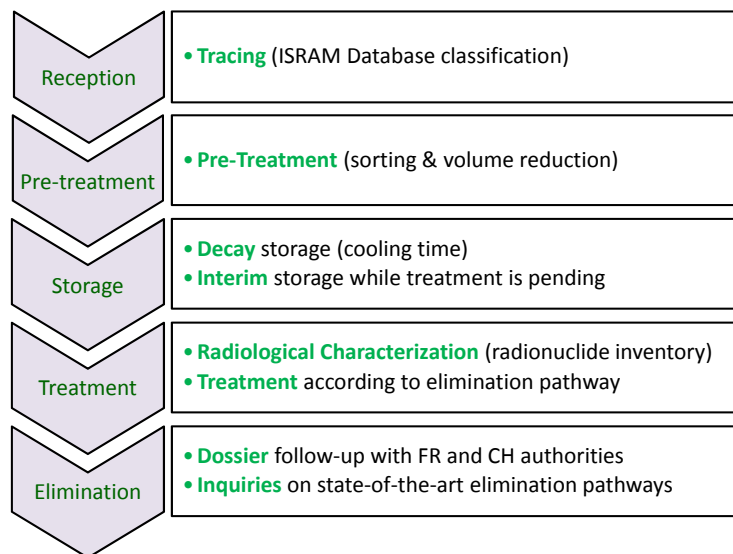 Reception
• Tracing (ISRAM Database classification)
Pre-treatment
• Pre-Treatment (sorting & volume reduction)
Storage
• Decay storage (cooling time)
• Interim storage while treatment is pending
Treatment
• Radiological Characterization (radionuclide inventory)
• Treatment according to elimination pathway
Elimination
• Dossier follow-up with FR and CH authorities
• Inquiries on state-of-the-art elimination pathways